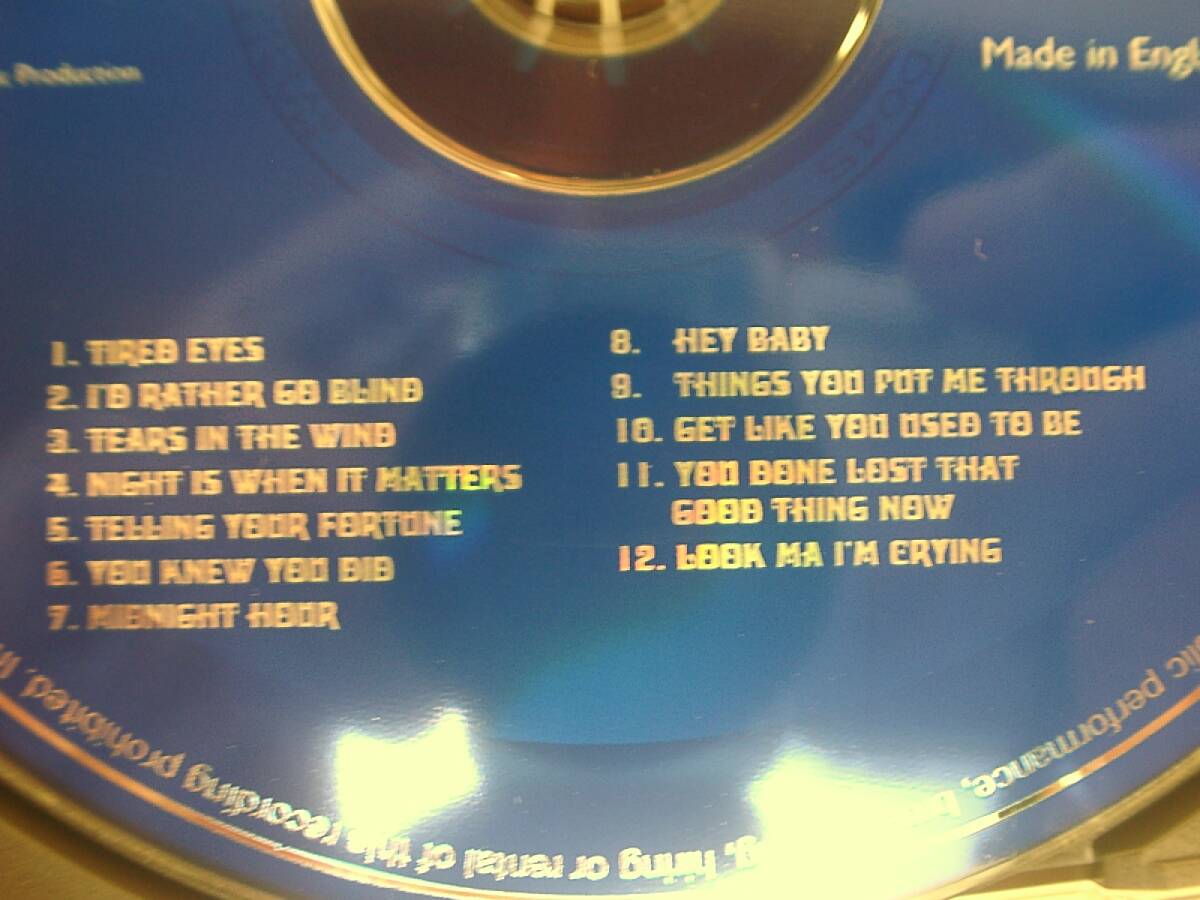 Production
Made in Engl
1. TIRED EYES
2. I'D RATHER GO BLIND
3. TEARS IN THE WIND
4. NIGHT IS WHEN IT MATTERS
5. TELLING YOUR FORTUNE
6. YOU KNEW YOU DID
7. MIDNIGHT HOUR
8. HEY BABY
9. THINGS YOU PUT ME THROUGH
10. GET LIKE YOU USED TO BE
11. YOU DONE LOST THAT
GOOD THING NOW
12. LOOK MA I'M CRYING
lic performance,
g, hiring or rental of this recording prohibited.